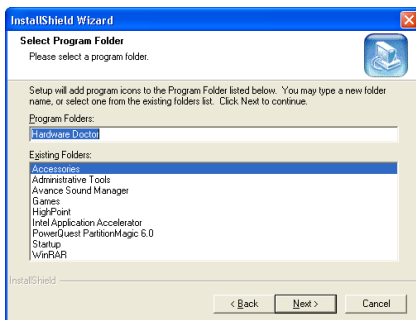 InstallShield Wizard
Select Program Folder
Please select a program folder.
Setup will add program icons to the Program Folder listed below. You may type a new folder
name, or select one from the existing folders list. Click Next to continue.
Program Folders:
Hardware Doctor
Existing Folders:
Accessories
Administrative Tools
Avance Sound Manager
Games
HighPoint
Intel Application Accelerator
PowerQuest PartitionMagic 6.0
Startup
WinRAR
InstallShield
< Back
Next >
Cancel